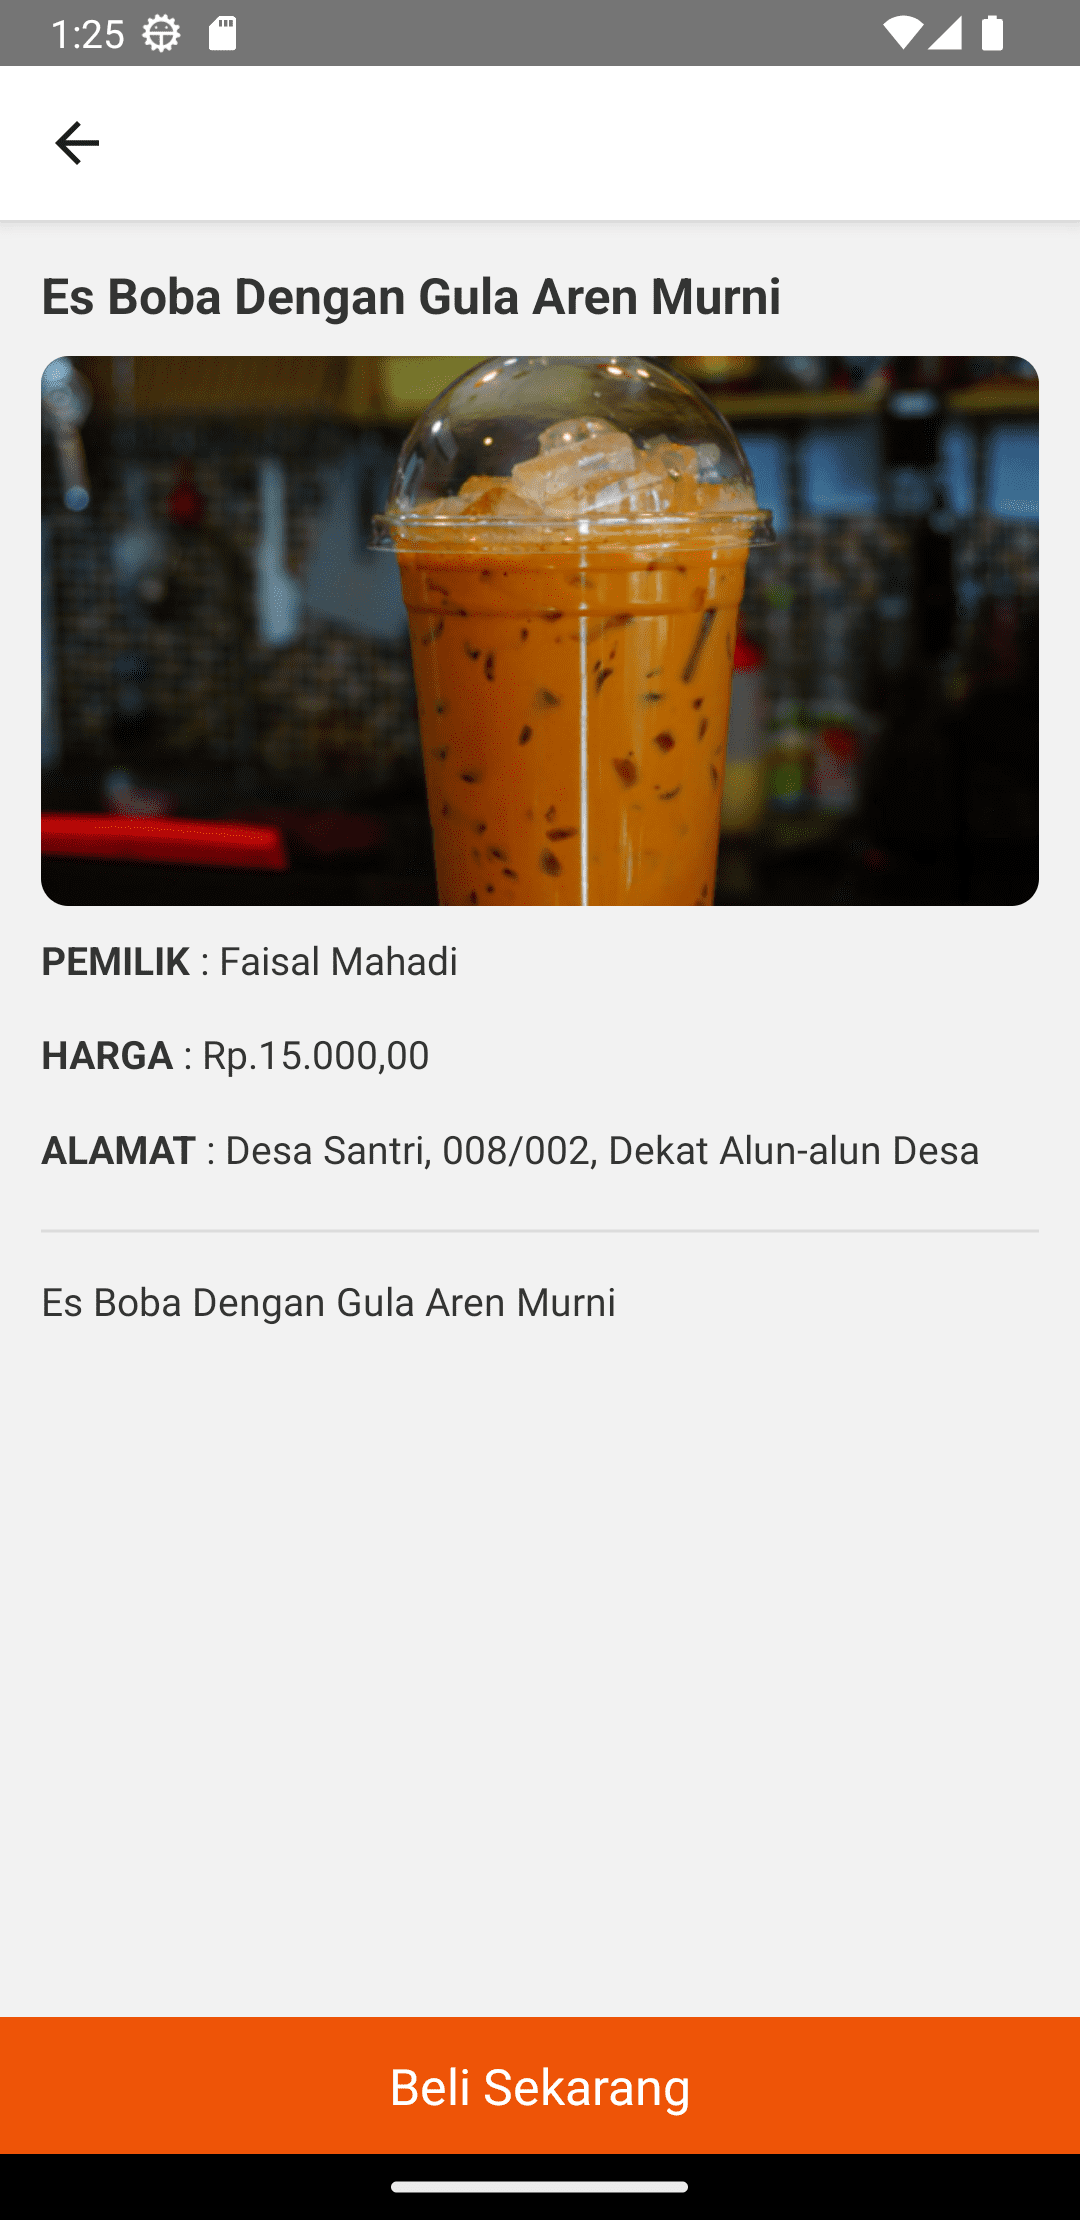 1:25
Es Boba Dengan Gula Aren Murni
PEMILIK : Faisal Mahadi
HARGA : Rp.15.000,00
ALAMAT : Desa Santri, 008/002, Dekat Alun-alun Desa
Es Boba Dengan Gula Aren Murni
Beli Sekarang